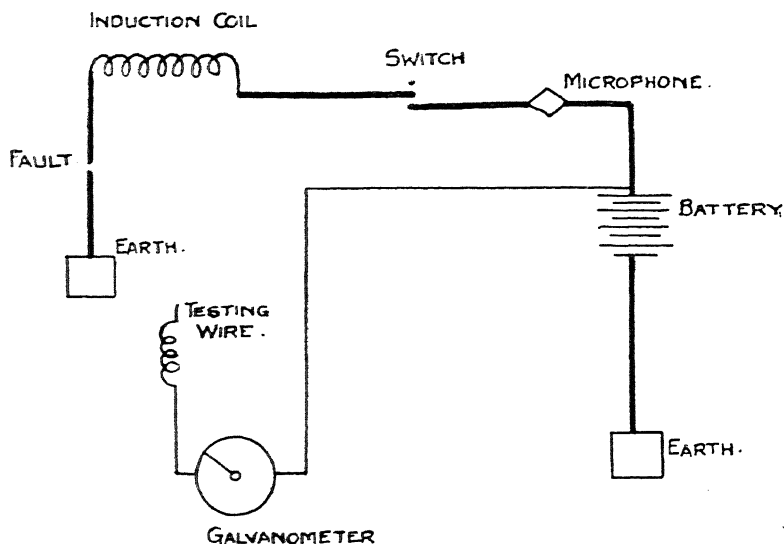 INDUCTION COIL
SWITCH
MICROPHONE.
FAULT
BATTERY.
EARTH.
TESTING
WIRE.
EARTH.
GALVANOMETER